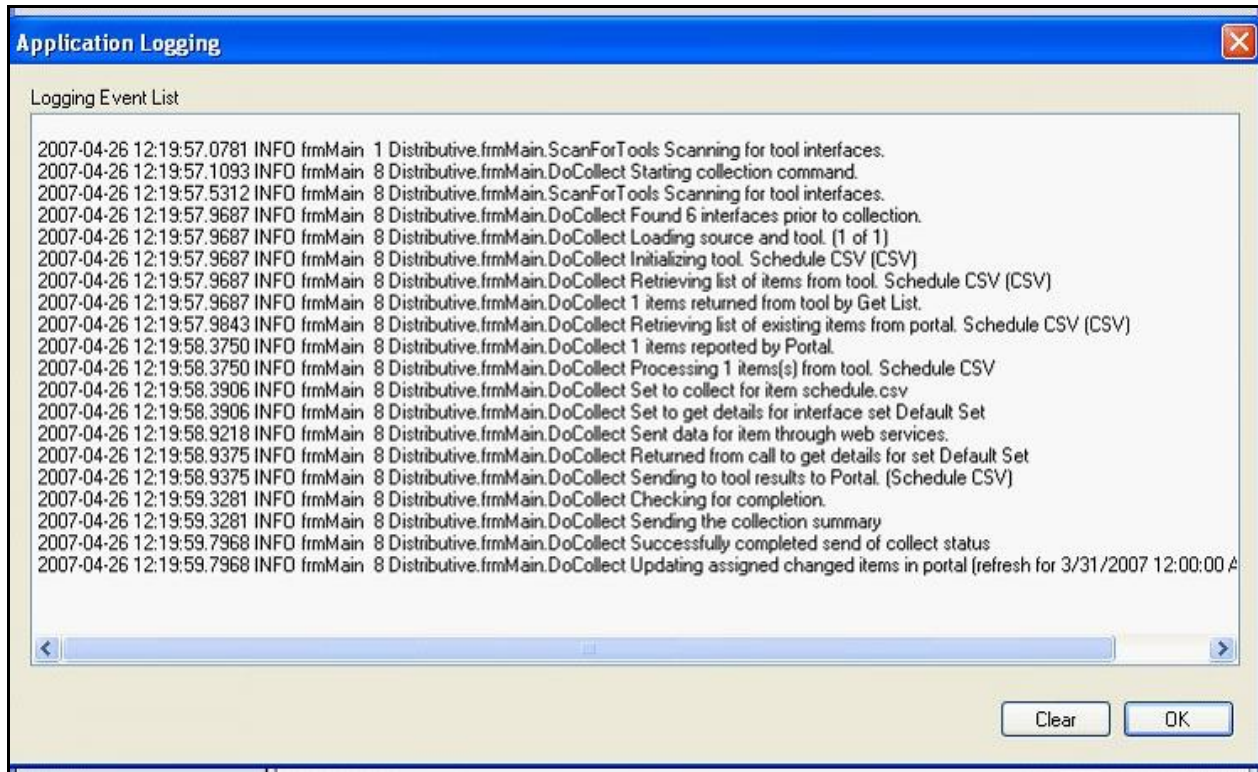 Application Logging
Logging Event List
2007-04-26 12:19:57.0781 INFO frmMain 1 Distributive.frmMain.ScanForTools Scanning for tool interfaces.
2007-04-26 12:19:57.1093 INFO frmMain 8 Distributive.frmMain.DoCollect Starting collection command.
2007-04-26 12:19:57.5312 INFO frmMain 8 Distributive.frmMain.ScanForTools Scanning for tool interfaces.
2007-04-26 12:19:57.9687 INFO frmMain 8 Distributive.frmMain.DoCollect Found 6 interfaces prior to collection.
2007-04-26 12:19:57.9687 INFO frmMain 8 Distributive.frmMain.DoCollect Loading source and tool. (1 of 1)
2007-04-26 12:19:57.9687 INFO frmMain 8 Distributive.frmMain.DoCollect Initializing tool. Schedule CSV (CSV)
2007-04-26 12:19:57.9687 INFO frmMain 8 Distributive.frmMain.DoCollect Retrieving list of items from tool. Schedule CSV (CSV)
2007-04-26 12:19:57.9687 INFO frmMain 8 Distributive.frmMain.DoCollect 1 items returned from tool by Get List.
2007-04-26 12:19:57.9843 INFO frmMain 8 Distributive.frmMain.DoCollect Retrieving list of existing items from portal. Schedule CSV (CSV)
2007-04-26 12:19:58.3750 INFO frmMain 8 Distributive.frmMain.DoCollect 1 items reported by Portal.
2007-04-26 12:19:58.3750 INFO frmMain 8 Distributive.frmMain.DoCollect Processing 1 items(s) from tool. Schedule CSV
2007-04-26 12:19:58.3906 INFO frmMain 8 Distributive.frmMain.DoCollect Set to collect for item schedule.csv
2007-04-26 12:19:58.3906 INFO frmMain 8 Distributive.frmMain.DoCollect Set to get details for interface set Default Set
2007-04-26 12:19:58.9218 INFO frmMain 8 Distributive.frmMain.DoCollect Sent data for item through web services.
2007-04-26 12:19:58.9375 INFO frmMain 8 Distributive.frmMain.DoCollect Returned from call to get details for set Default Set
2007-04-26 12:19:58.9375 INFO frmMain 8 Distributive.frmMain.DoCollect Sending to tool results to Portal. (Schedule CSV)
2007-04-26 12:19:59.3281 INFO frmMain 8 Distributive.frmMain.DoCollect Checking for completion.
2007-04-26 12:19:59.3281 INFO frmMain 8 Distributive.frmMain.DoCollect Sending the collection summary
2007-04-26 12:19:59.7968 INFO frmMain 8 Distributive.frmMain.DoCollect Successfully completed send of collect status
2007-04-26 12:19:59.7968 INFO frmMain 8 Distributive.frmMain.DoCollect Updating assigned changed items in portal (refresh for 3/31/2007 12:00:00 A
Clear
OK